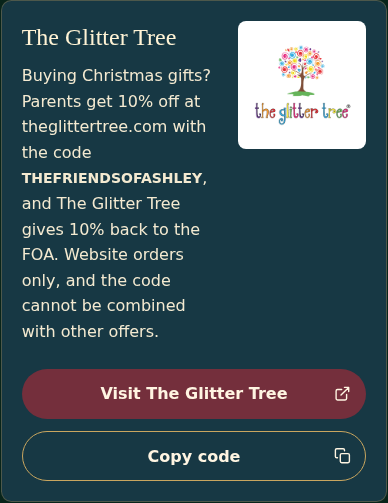 The Glitter Tree
Buying Christmas gifts?
Parents get 10% off at
theglittertree.com with
the code
THEFRIENDSOFASHLEY,
and The Glitter Tree
gives 10% back to the
FOA. Website orders
only, and the code
cannot be combined
with other offers.
the glitter tree
Visit The Glitter Tree
Copy code